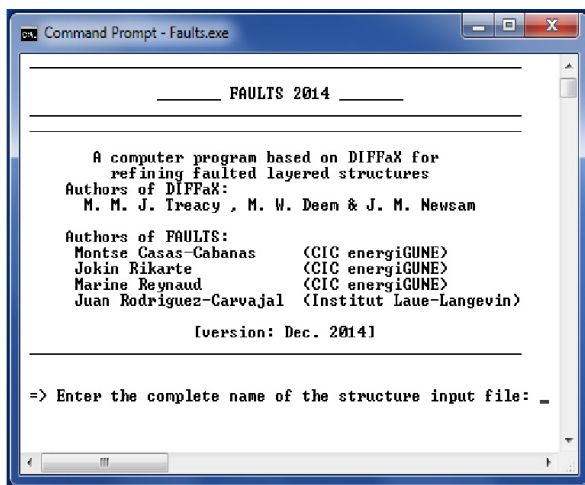 Command Prompt - Faults.exe
_______ FAULTS 2014 _______
A computer program based on DIFFaX for
refining faulted layered structures
Authors of DIFFaX:
M. M. J. Treacy , M. W. Deem & J. M. Newsam
Authors of FAULTS:
Montse Casas-Cabanas (CIC energiGUNE)
Jokin Rikarte (CIC energiGUNE)
Marine Reynaud (CIC energiGUNE)
Juan Rodriguez-Carvajal (Institut Laue-Langevin)
[version: Dec. 2014]
=> Enter the complete name of the structure input file: _